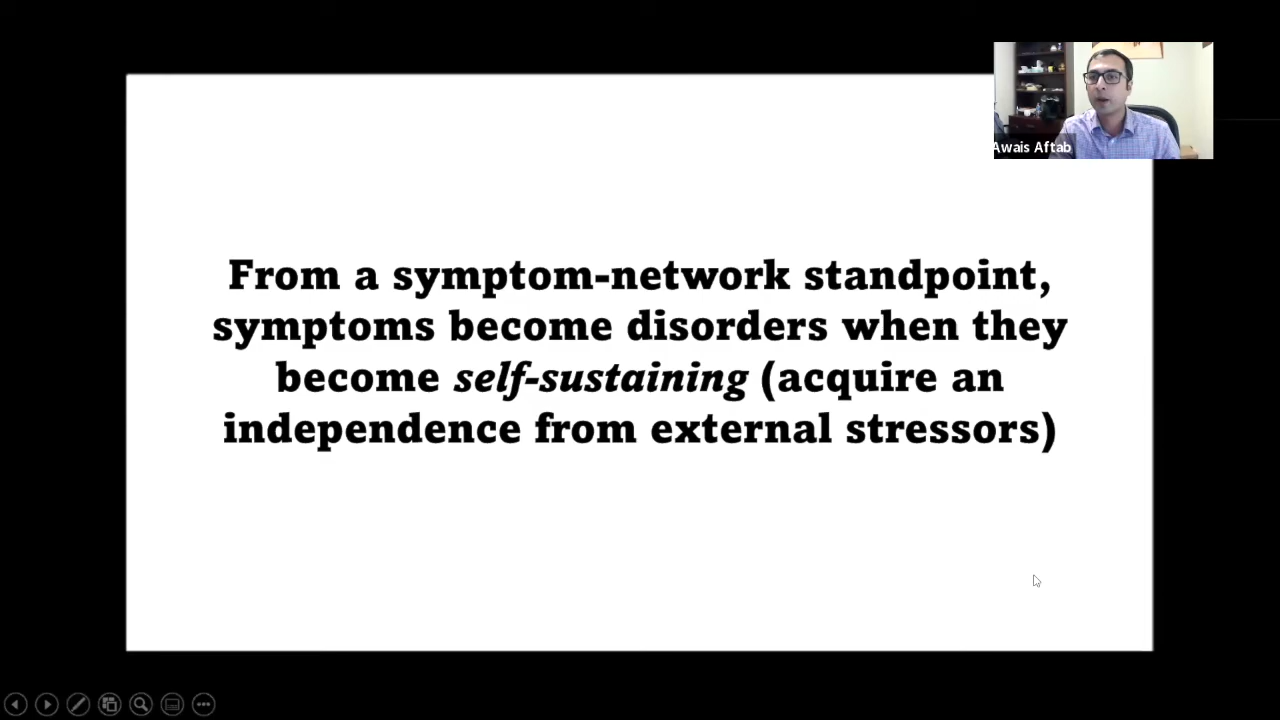 Awais Aftab
From a symptom-network standpoint,
symptoms become disorders when they
become self-sustaining (acquire an
independence from external stressors)